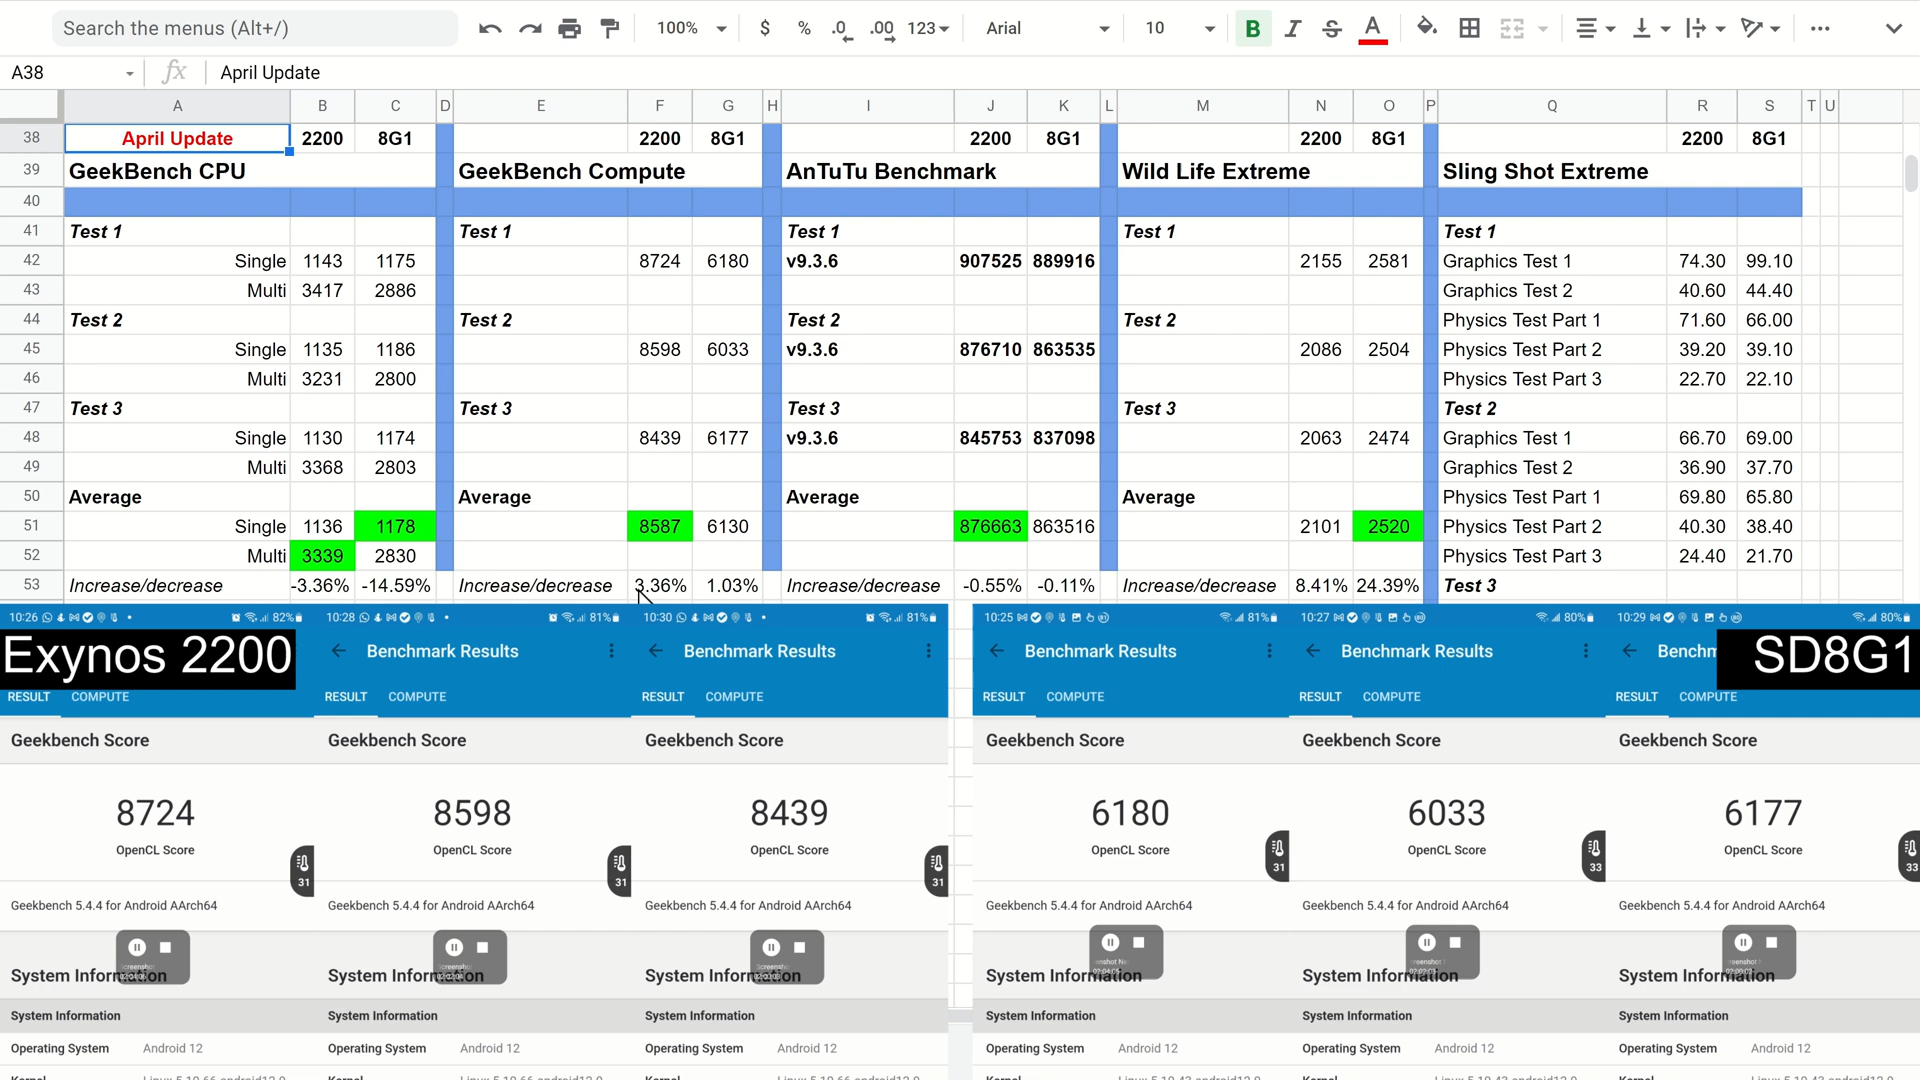 Search the menus (Alt+/)
100%
$
%
.0
.00
123
Arial
10
B
I
S
A
A38
fx
April Update
A B C D E F G H I J K L M N O P Q R S T U
38 April Update 2200 8G1 2200 8G1 2200 8G1 2200 8G1 2200 8G1
39 GeekBench CPU GeekBench Compute AnTuTu Benchmark Wild Life Extreme Sling Shot Extreme
40
41 Test 1 Test 1 Test 1 Test 1 Test 1
42 Single 1143 1175 8724 6180 v9.3.6 907525 889916 2155 2581 Graphics Test 1 74.30 99.10
43 Multi 3417 2886 Graphics Test 2 40.60 44.40
44 Test 2 Test 2 Test 2 Test 2 Physics Test Part 1 71.60 66.00
45 Single 1135 1186 8598 6033 v9.3.6 876710 863535 2086 2504 Physics Test Part 2 39.20 39.10
46 Multi 3231 2800 Physics Test Part 3 22.70 22.10
47 Test 3 Test 3 Test 3 Test 3 Test 2
48 Single 1130 1174 8439 6177 v9.3.6 845753 837098 2063 2474 Graphics Test 1 66.70 69.00
49 Multi 3368 2803 Graphics Test 2 36.90 37.70
50 Average Average Average Average Physics Test Part 1 69.80 65.80
51 Single 1136 1178 8587 6130 876663 863516 2101 2520 Physics Test Part 2 40.30 38.40
52 Multi 3339 2830 Physics Test Part 3 24.40 21.70
53 Increase/decrease -3.36% -14.59% Increase/decrease 3.36% 1.03% Increase/decrease -0.55% -0.11% Increase/decrease 8.41% 24.39% Test 3
10:26 82% 10:28 81% 10:30 81% 10:25 81% 10:27 80% 10:29 80%
Exynos 2200 Benchmark Results Benchmark Results Benchmark Results Benchmark Results Benchm SD8G1
RESULT COMPUTE RESULT COMPUTE RESULT COMPUTE RESULT COMPUTE RESULT COMPUTE RESULT COMPUTE
Geekbench Score Geekbench Score Geekbench Score Geekbench Score Geekbench Score Geekbench Score
8724 8598 8439 6180 6033 6177
OpenCL Score OpenCL Score OpenCL Score OpenCL Score OpenCL Score OpenCL Score
31 31 31 31 33 33
Geekbench 5.4.4 for Android AArch64 Geekbench 5.4.4 for Android AArch64 Geekbench 5.4.4 for Android AArch64 Geekbench 5.4.4 for Android AArch64 Geekbench 5.4.4 for Android AArch64 Geekbench 5.4.4 for Android AArch64
System Information System Information System Information System Information System Information System Information
System Information System Information System Information System Information System Information System Information
Operating System Android 12 Operating System Android 12 Operating System Android 12 Operating System Android 12 Operating System Android 12 Operating System Android 12